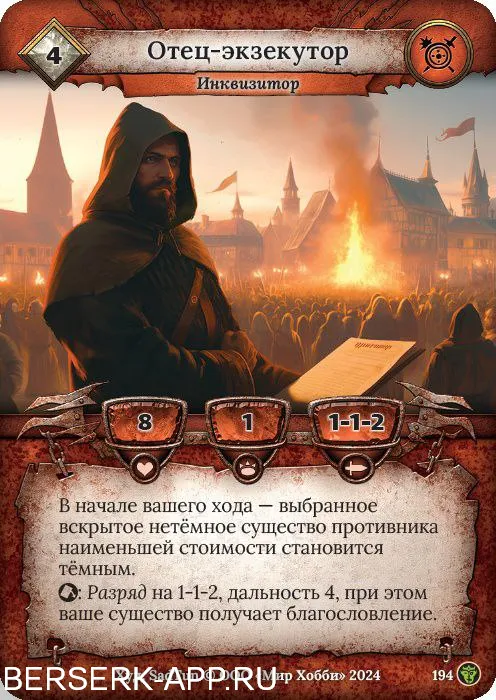 4
Отец-экзекутор
Инквизитор
Приговор
8
1
1-1-2
В начале вашего хода — выбранное
вскрытое нетёмное существо противника
наименьшей стоимости становится
тёмным.
: Разряд на 1-1-2, дальность 4, при этом
ваше существо получает благословление.
© ООО «Мир Хобби» 2024
194
BERSERK-APP.RU